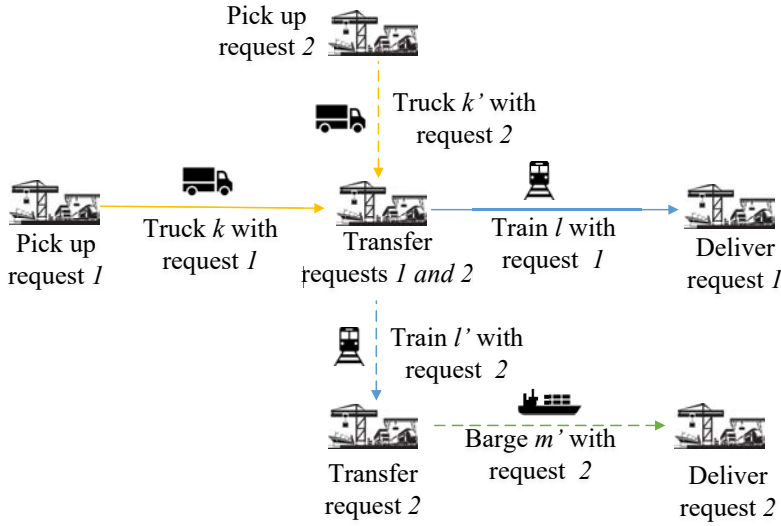 Pick up
request 2
Truck k’ with
request 2
Pick up
request 1
Truck k with
request 1
Transfer
requests 1 and 2
Train l with
request 1
Deliver
request 1
Train l’ with
request 2
Transfer
request 2
Barge m’ with
request 2
Deliver
request 2